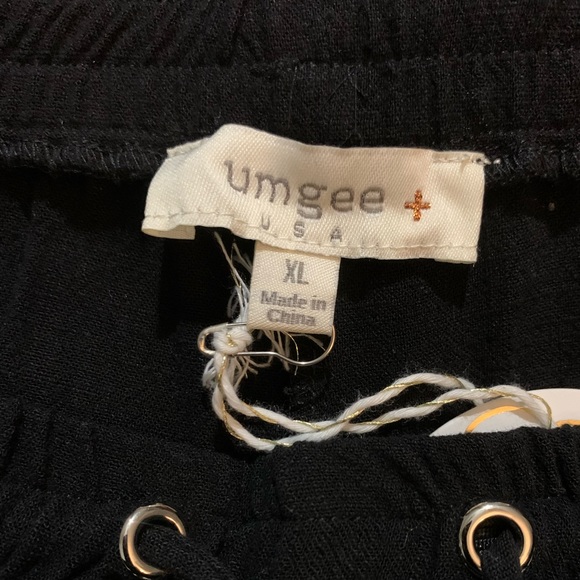 umgee +
USA
XL
Made in
China